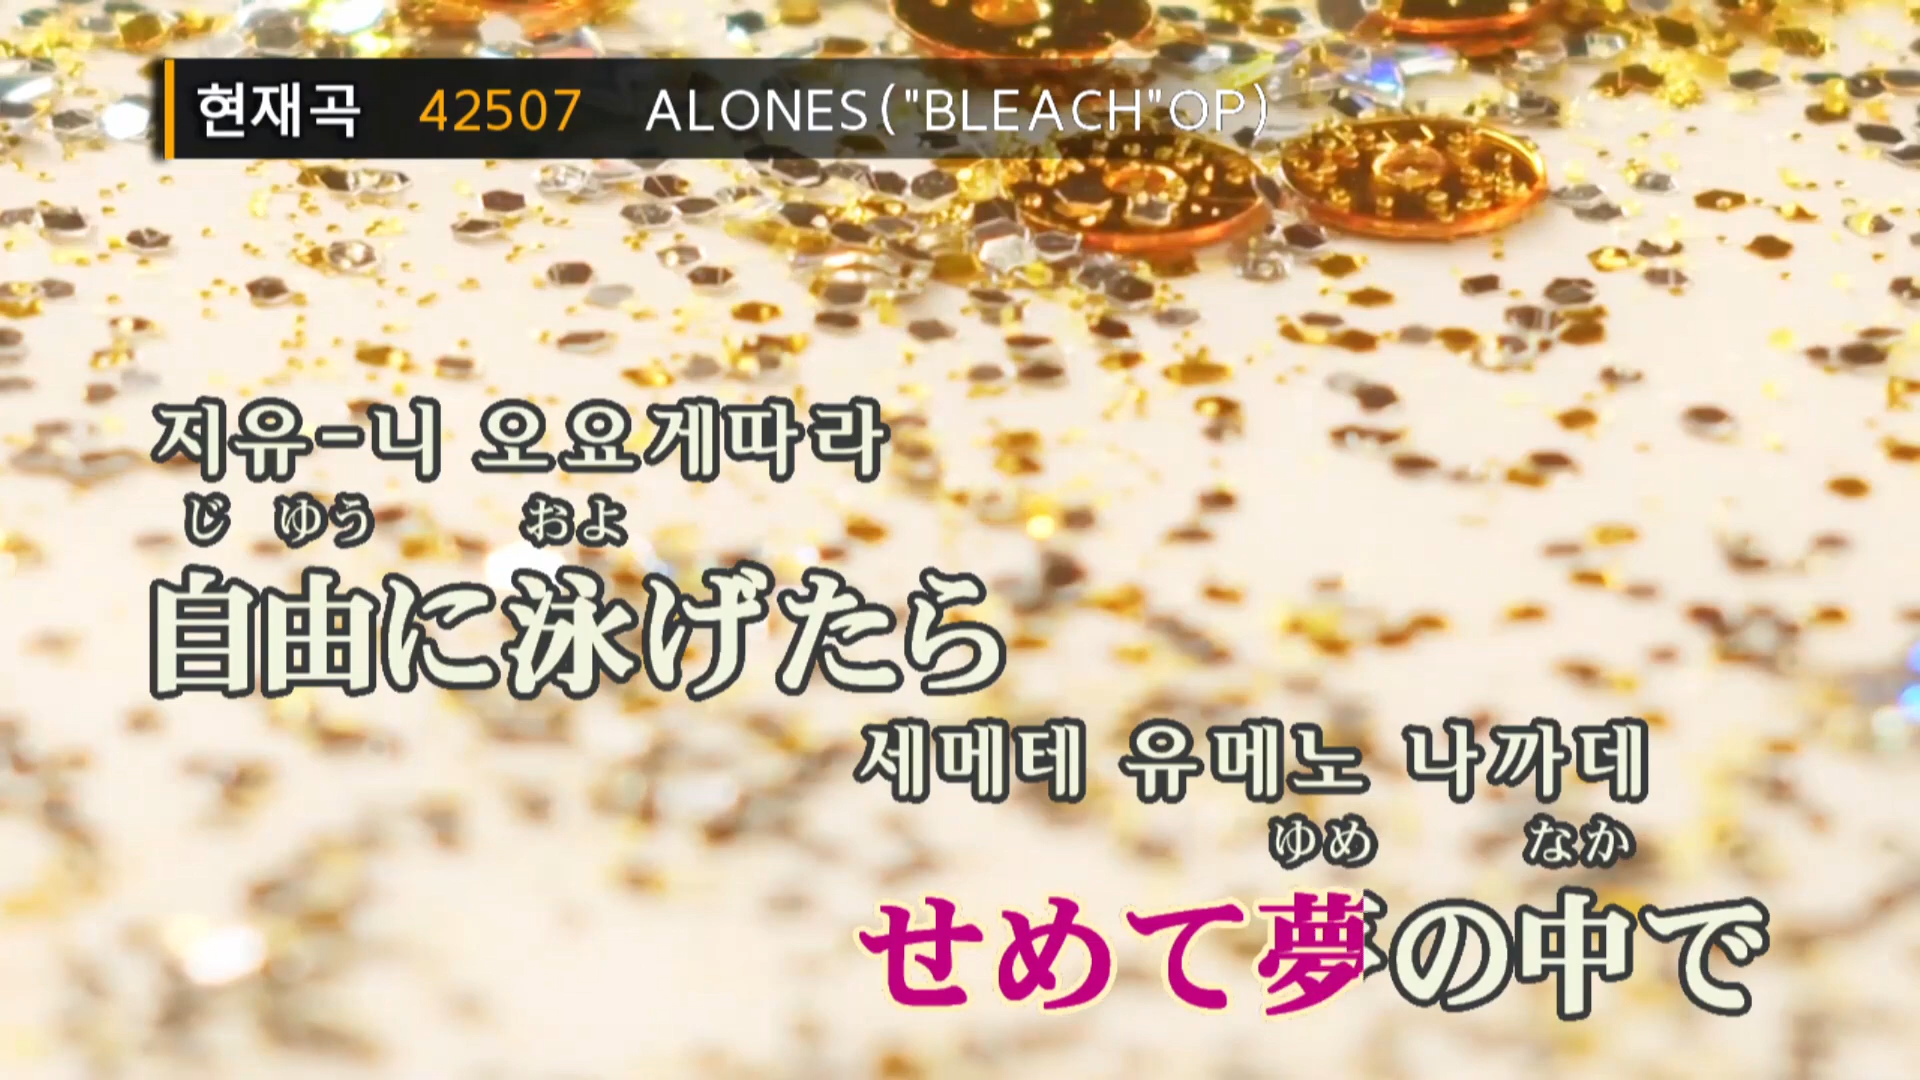 현재곡 42507 ALONES("BLEACH"OP)
지유-니 오요게따라
じ ゆう およ
自由に泳げたら
세메테 유메노 나까데
ゆめ なか
せめて夢の中で